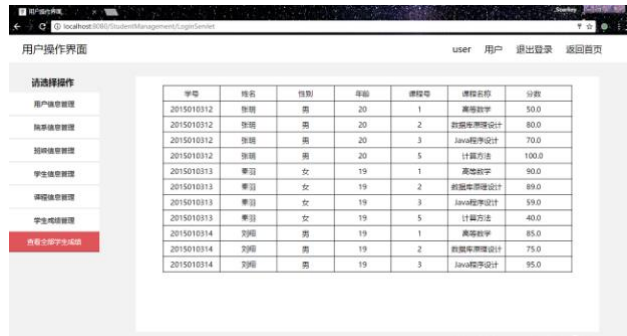 用户操作界面
localhost:8080/StudentManagement/LoginServlet
用户操作界面 user 用户 退出登录 返回首页
请选择操作
用户信息管理
院系信息管理
班级信息管理
学生信息管理
课程信息管理
学生成绩管理
查看全部学生成绩
学号 姓名 性别 年龄 课程号 课程名称 分数
2015010312 张明 男 20 1 高等数学 50.0
2015010312 张明 男 20 2 数据库原理设计 80.0
2015010312 张明 男 20 3 Java程序设计 70.0
2015010312 张明 男 20 5 计算方法 100.0
2015010313 秦羽 女 19 1 高等数学 90.0
2015010313 秦羽 女 19 2 数据库原理设计 89.0
2015010313 秦羽 女 19 3 Java程序设计 59.0
2015010313 秦羽 女 19 5 计算方法 40.0
2015010314 刘翔 男 19 1 高等数学 85.0
2015010314 刘翔 男 19 2 数据库原理设计 75.0
2015010314 刘翔 男 19 3 Java程序设计 95.0